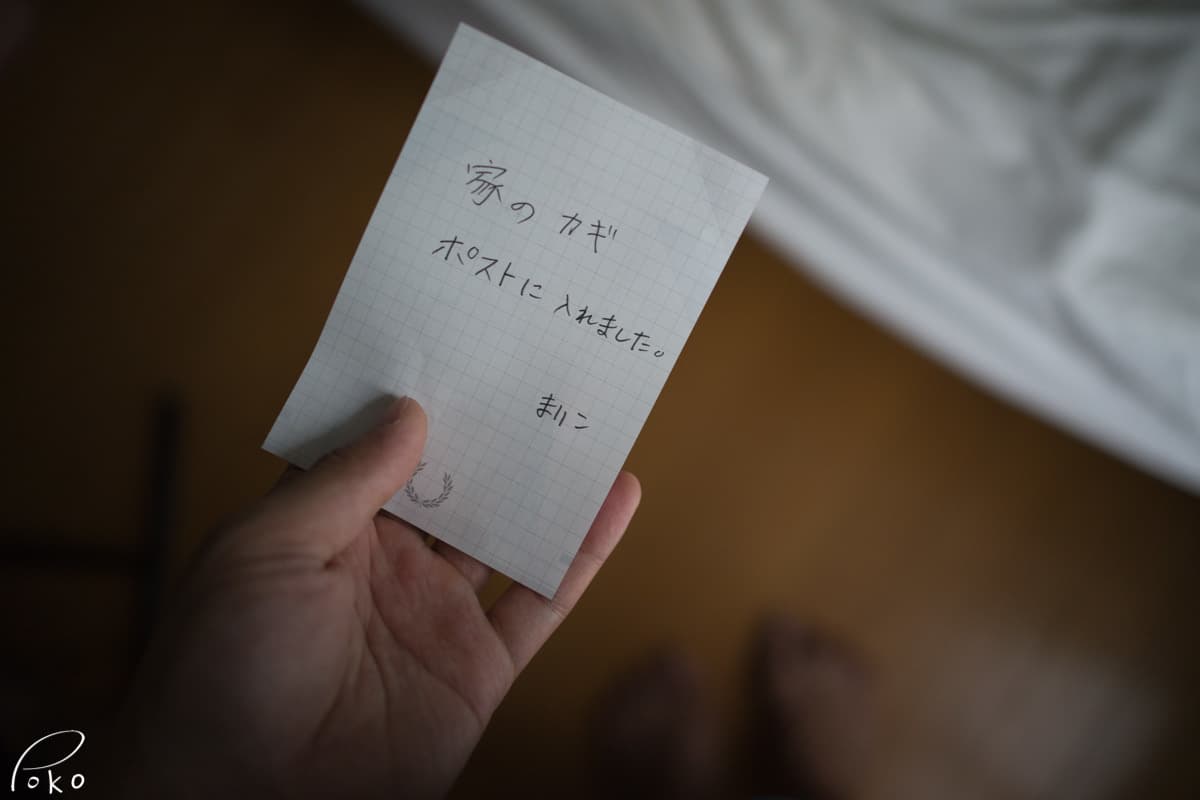 家の カギ
ポストに 入れました。
まりこ
Poko